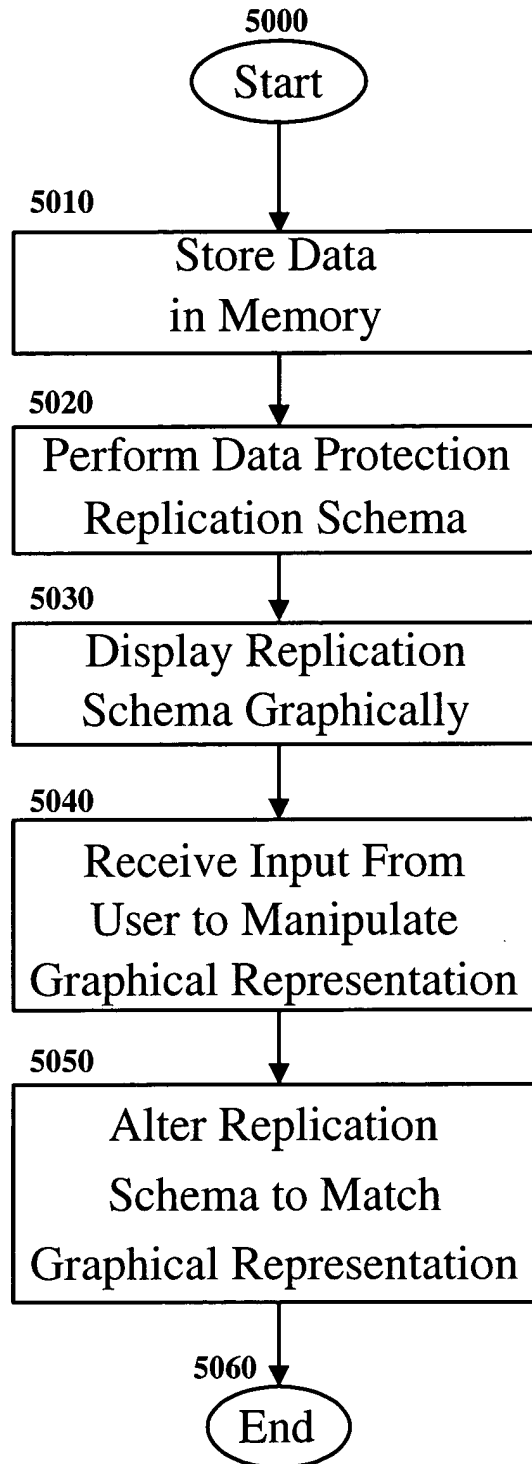 5000
Start
5010
Store Data
in Memory
5020
Perform Data Protection
Replication Schema
5030
Display Replication
Schema Graphically
5040
Receive Input From
User to Manipulate
Graphical Representation
5050
Alter Replication
Schema to Match
Graphical Representation
5060
End